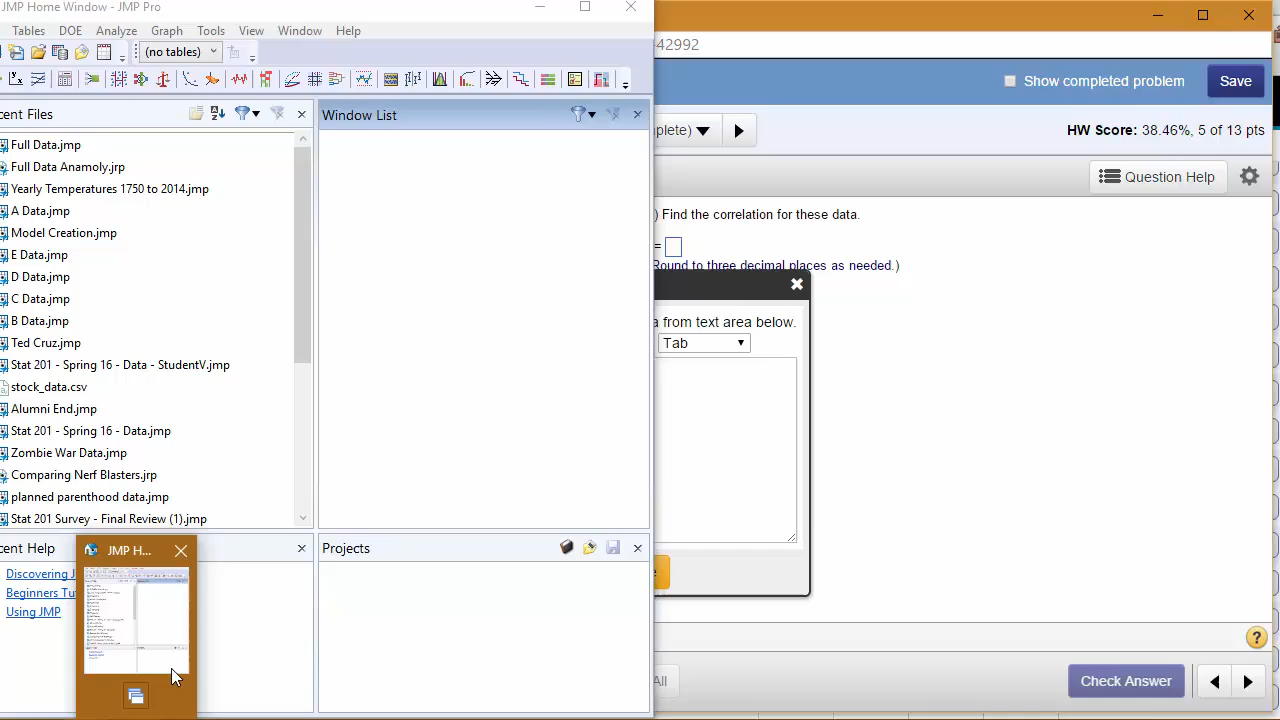 JMP Home Window - JMP Pro
Tables DOE Analyze Graph Tools View Window Help
(no tables)
cent Files
Full Data.jmp
Full Data Anamoly.jrp
Yearly Temperatures 1750 to 2014.jmp
A Data.jmp
Model Creation.jmp
E Data.jmp
D Data.jmp
C Data.jmp
B Data.jmp
Ted Cruz.jmp
Stat 201 - Spring 16 - Data - StudentV.jmp
stock_data.csv
Alumni End.jmp
Stat 201 - Spring 16 - Data.jmp
Zombie War Data.jmp
Comparing Nerf Blasters.jrp
planned parenthood data.jmp
Stat 201 Survey - Final Review (1).jmp
Window List
cent Help
Discovering J
Beginners Tu
Using JMP
JMP H...
Projects
42992
Show completed problem
Save
plete)
HW Score: 38.46%, 5 of 13 pts
Question Help
) Find the correlation for these data.
=
Round to three decimal places as needed.)
a from text area below.
Tab
e
?
All
Check Answer